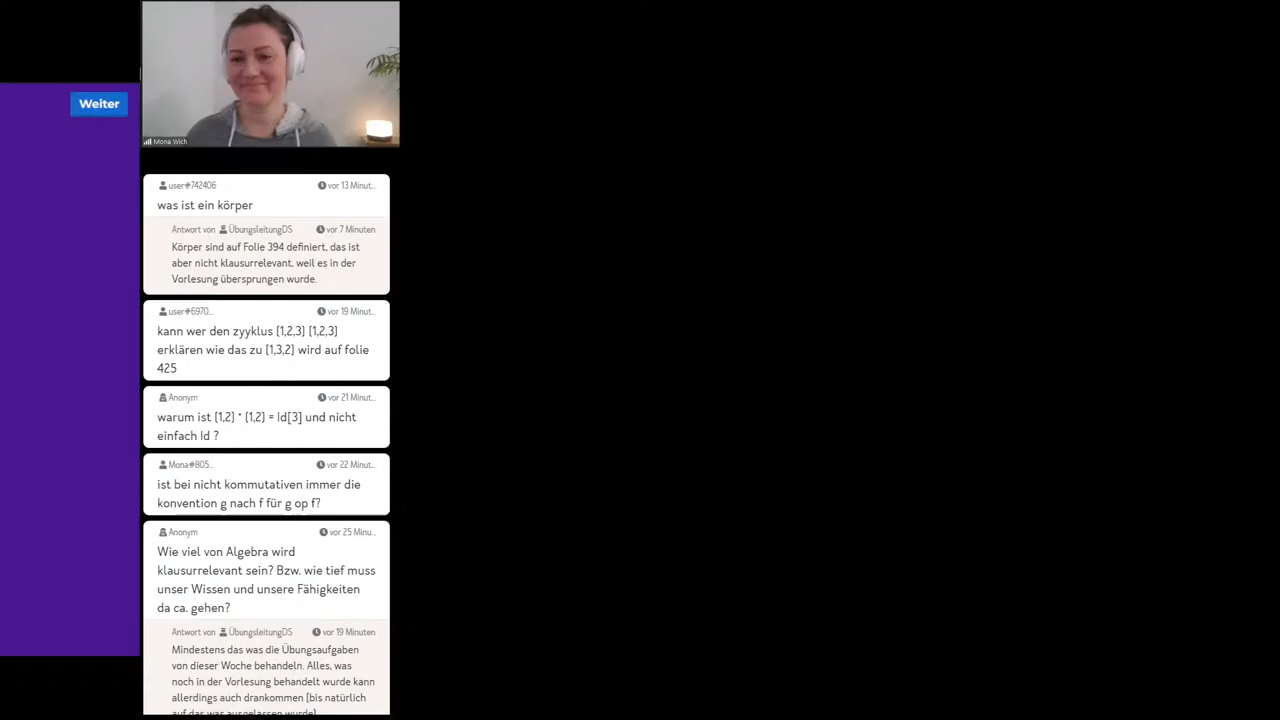 Weiter
Mona Wich
user#742406 vor 13 Minut...
was ist ein körper
Antwort von ÜbungsleitungDS vor 7 Minuten
Körper sind auf Folie 394 definiert, das ist
aber nicht klausurrelevant, weil es in der
Vorlesung übersprungen wurde.
user#6970... vor 19 Minut...
kann wer den zyyklus (1,2,3) (1,2,3)
erklären wie das zu (1,3,2) wird auf folie
425
Anonym vor 21 Minut...
warum ist (1,2) * (1,2) = Id[3] und nicht
einfach Id ?
Mona#805... vor 22 Minut...
ist bei nicht kommutativen immer die
konvention g nach f für g op f?
Anonym vor 25 Minu...
Wie viel von Algebra wird
klausurrelevant sein? Bzw. wie tief muss
unser Wissen und unsere Fähigkeiten
da ca. gehen?
Antwort von ÜbungsleitungDS vor 19 Minuten
Mindestens das was die Übungsaufgaben
von dieser Woche behandeln. Alles, was
noch in der Vorlesung behandelt wurde kann
allerdings auch drankommen (bis natürlich
auf das was ausgelassen wurde)